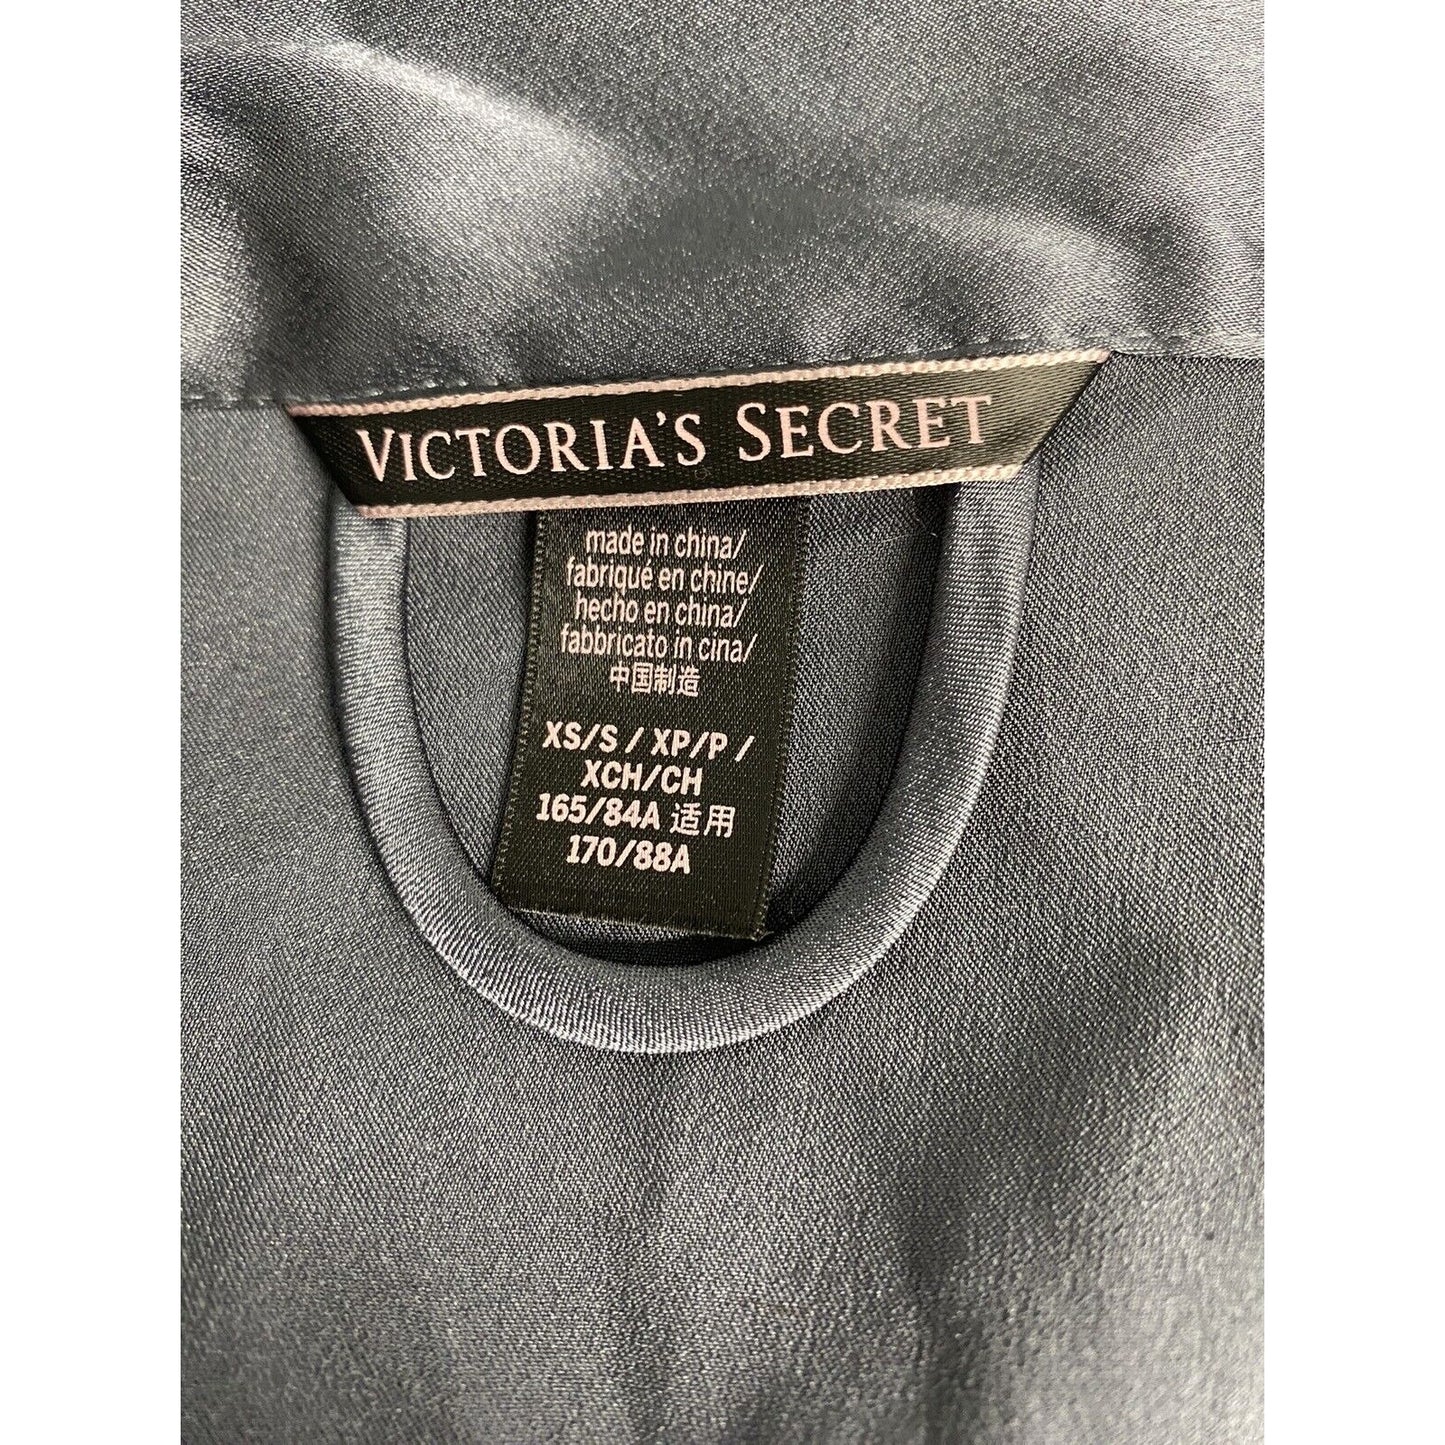 VICTORIA'S SECRET
made in china/
fabriqué en chine/
hecho en china/
fabbricato in cina/
中国制造
XS/S / XP/P /
XCH/CH
165/84A 适用
170/88A